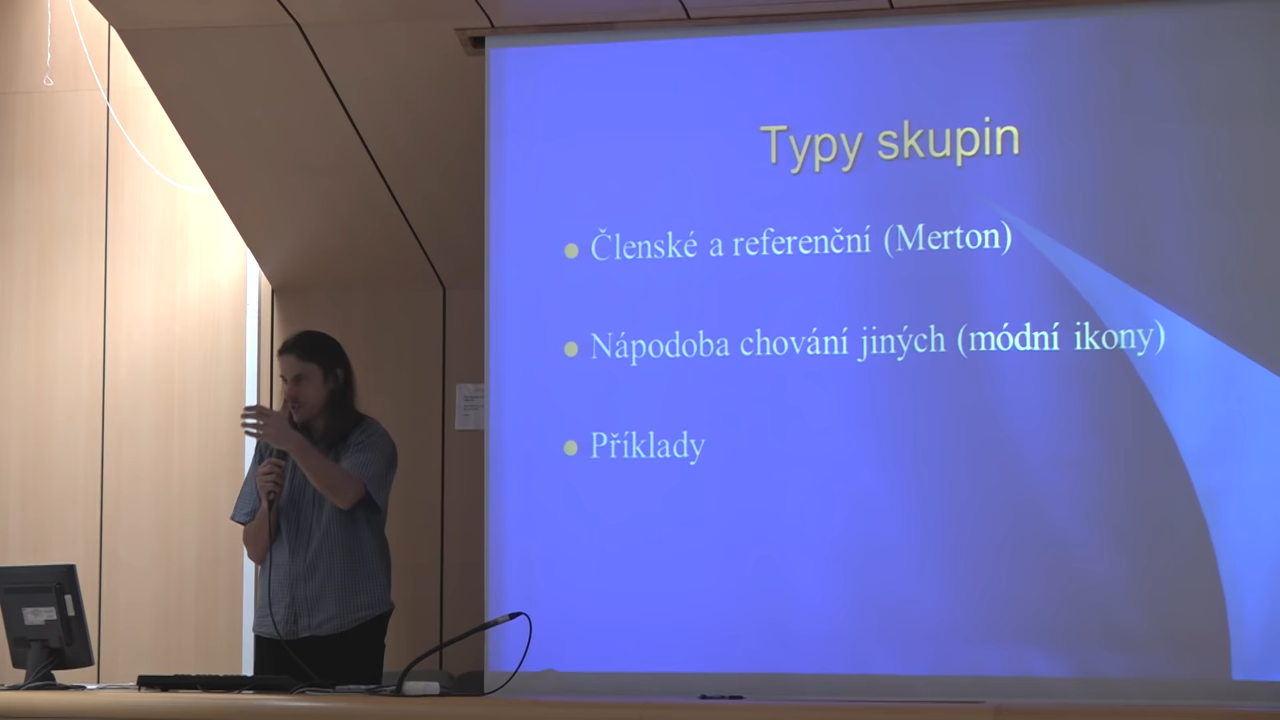 Typy skupin
Členské a referenční (Merton)
Nápodoba chování jiných (módní ikony)
Příklady